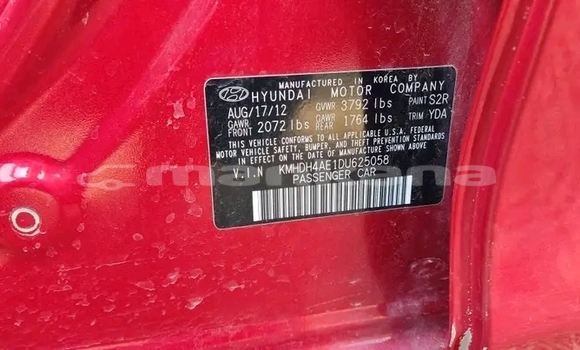 MANUFACTURED IN KOREA BY
HYUNDAI MOTOR COMPANY
AUG/17/12 GVWR 3792 lbs PAINT S2R
GAWR FRONT 2072 lbs GAWR REAR 1764 lbs TRIM YDA
THIS VEHICLE CONFORMS TO ALL APPLICABLE U.S.A. FEDERAL
MOTOR VEHICLE SAFETY, BUMPER, AND THEFT PREVENTION
STANDARDS IN EFFECT ON THE DATE OF MANUFACTURE SHOWN ABOVE.
V.I.N KMHDH4AE1DU625058
PASSENGER CAR